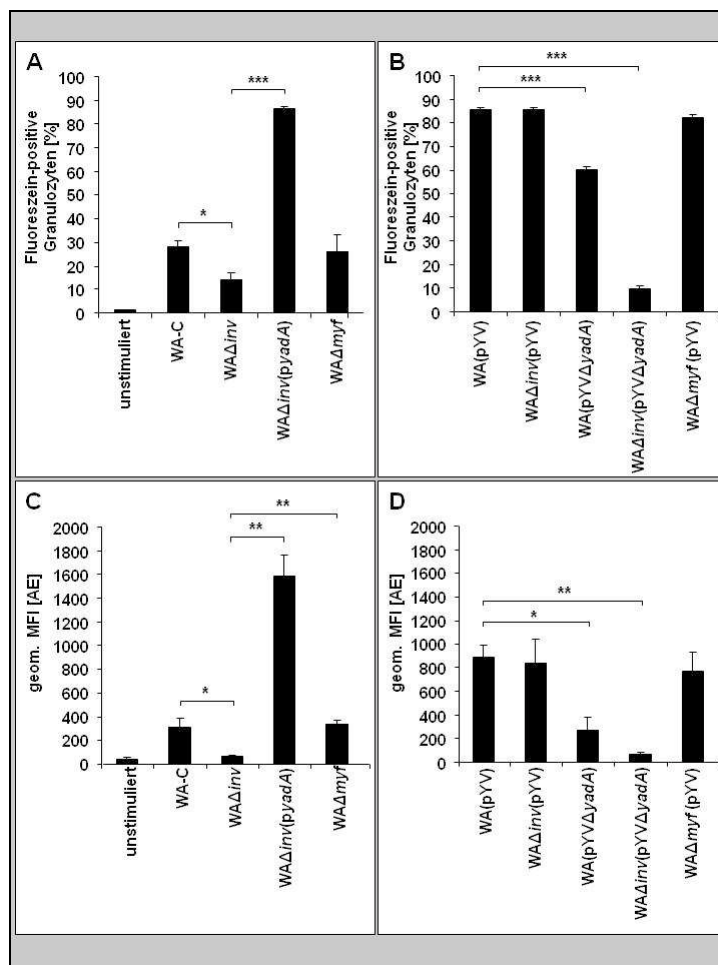 A
Fluoreszein-positive
Granulozyten [%]
100
90
80
70
60
50
40
30
20
10
0
*
***
unstimuliert
WA-C
WAΔinv
WAΔinv(pyadA)
WAΔmyf
B
Fluoreszein-positive
Granulozyten [%]
100
90
80
70
60
50
40
30
20
10
0
***
***
WA(pYV)
WAΔinv(pYV)
WA(pYVΔyadA)
WAΔinv(pYVΔyadA)
WAΔmyf (pYV)
C
geom. MFI [AE]
2000
1800
1600
1400
1200
1000
800
600
400
200
0
*
**
**
unstimuliert
WA-C
WAΔinv
WAΔinv(pyadA)
WAΔmyf
D
geom. MFI [AE]
2000
1800
1600
1400
1200
1000
800
600
400
200
0
**
*
WA(pYV)
WAΔinv(pYV)
WA(pYVΔyadA)
WAΔinv(pYVΔyadA)
WAΔmyf (pYV)